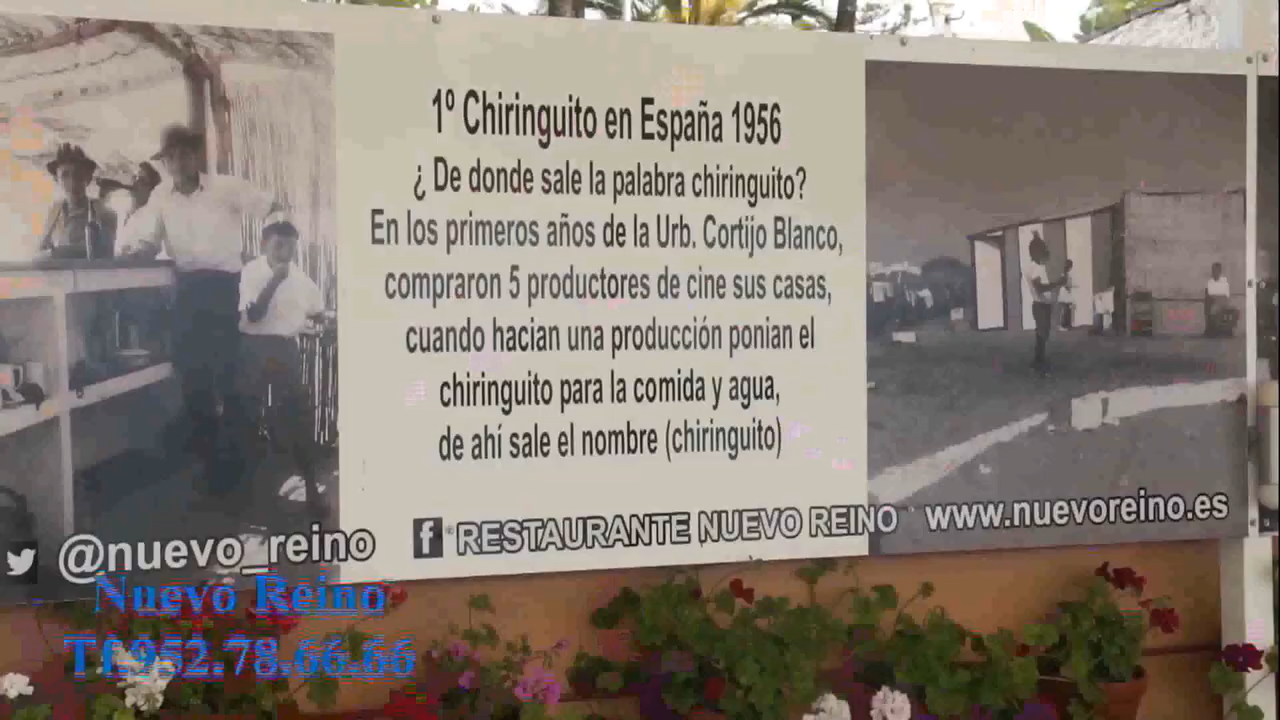 1º Chiringuito en España 1956
¿ De donde sale la palabra chiringuito?
En los primeros años de la Urb. Cortijo Blanco,
compraron 5 productores de cine sus casas,
cuando hacian una producción ponian el
chiringuito para la comida y agua,
de ahí sale el nombre (chiringuito)
@nuevo_reino
RESTAURANTE NUEVO REINO
www.nuevoreino.es
Nuevo Reino
Tf.952.78.66.66